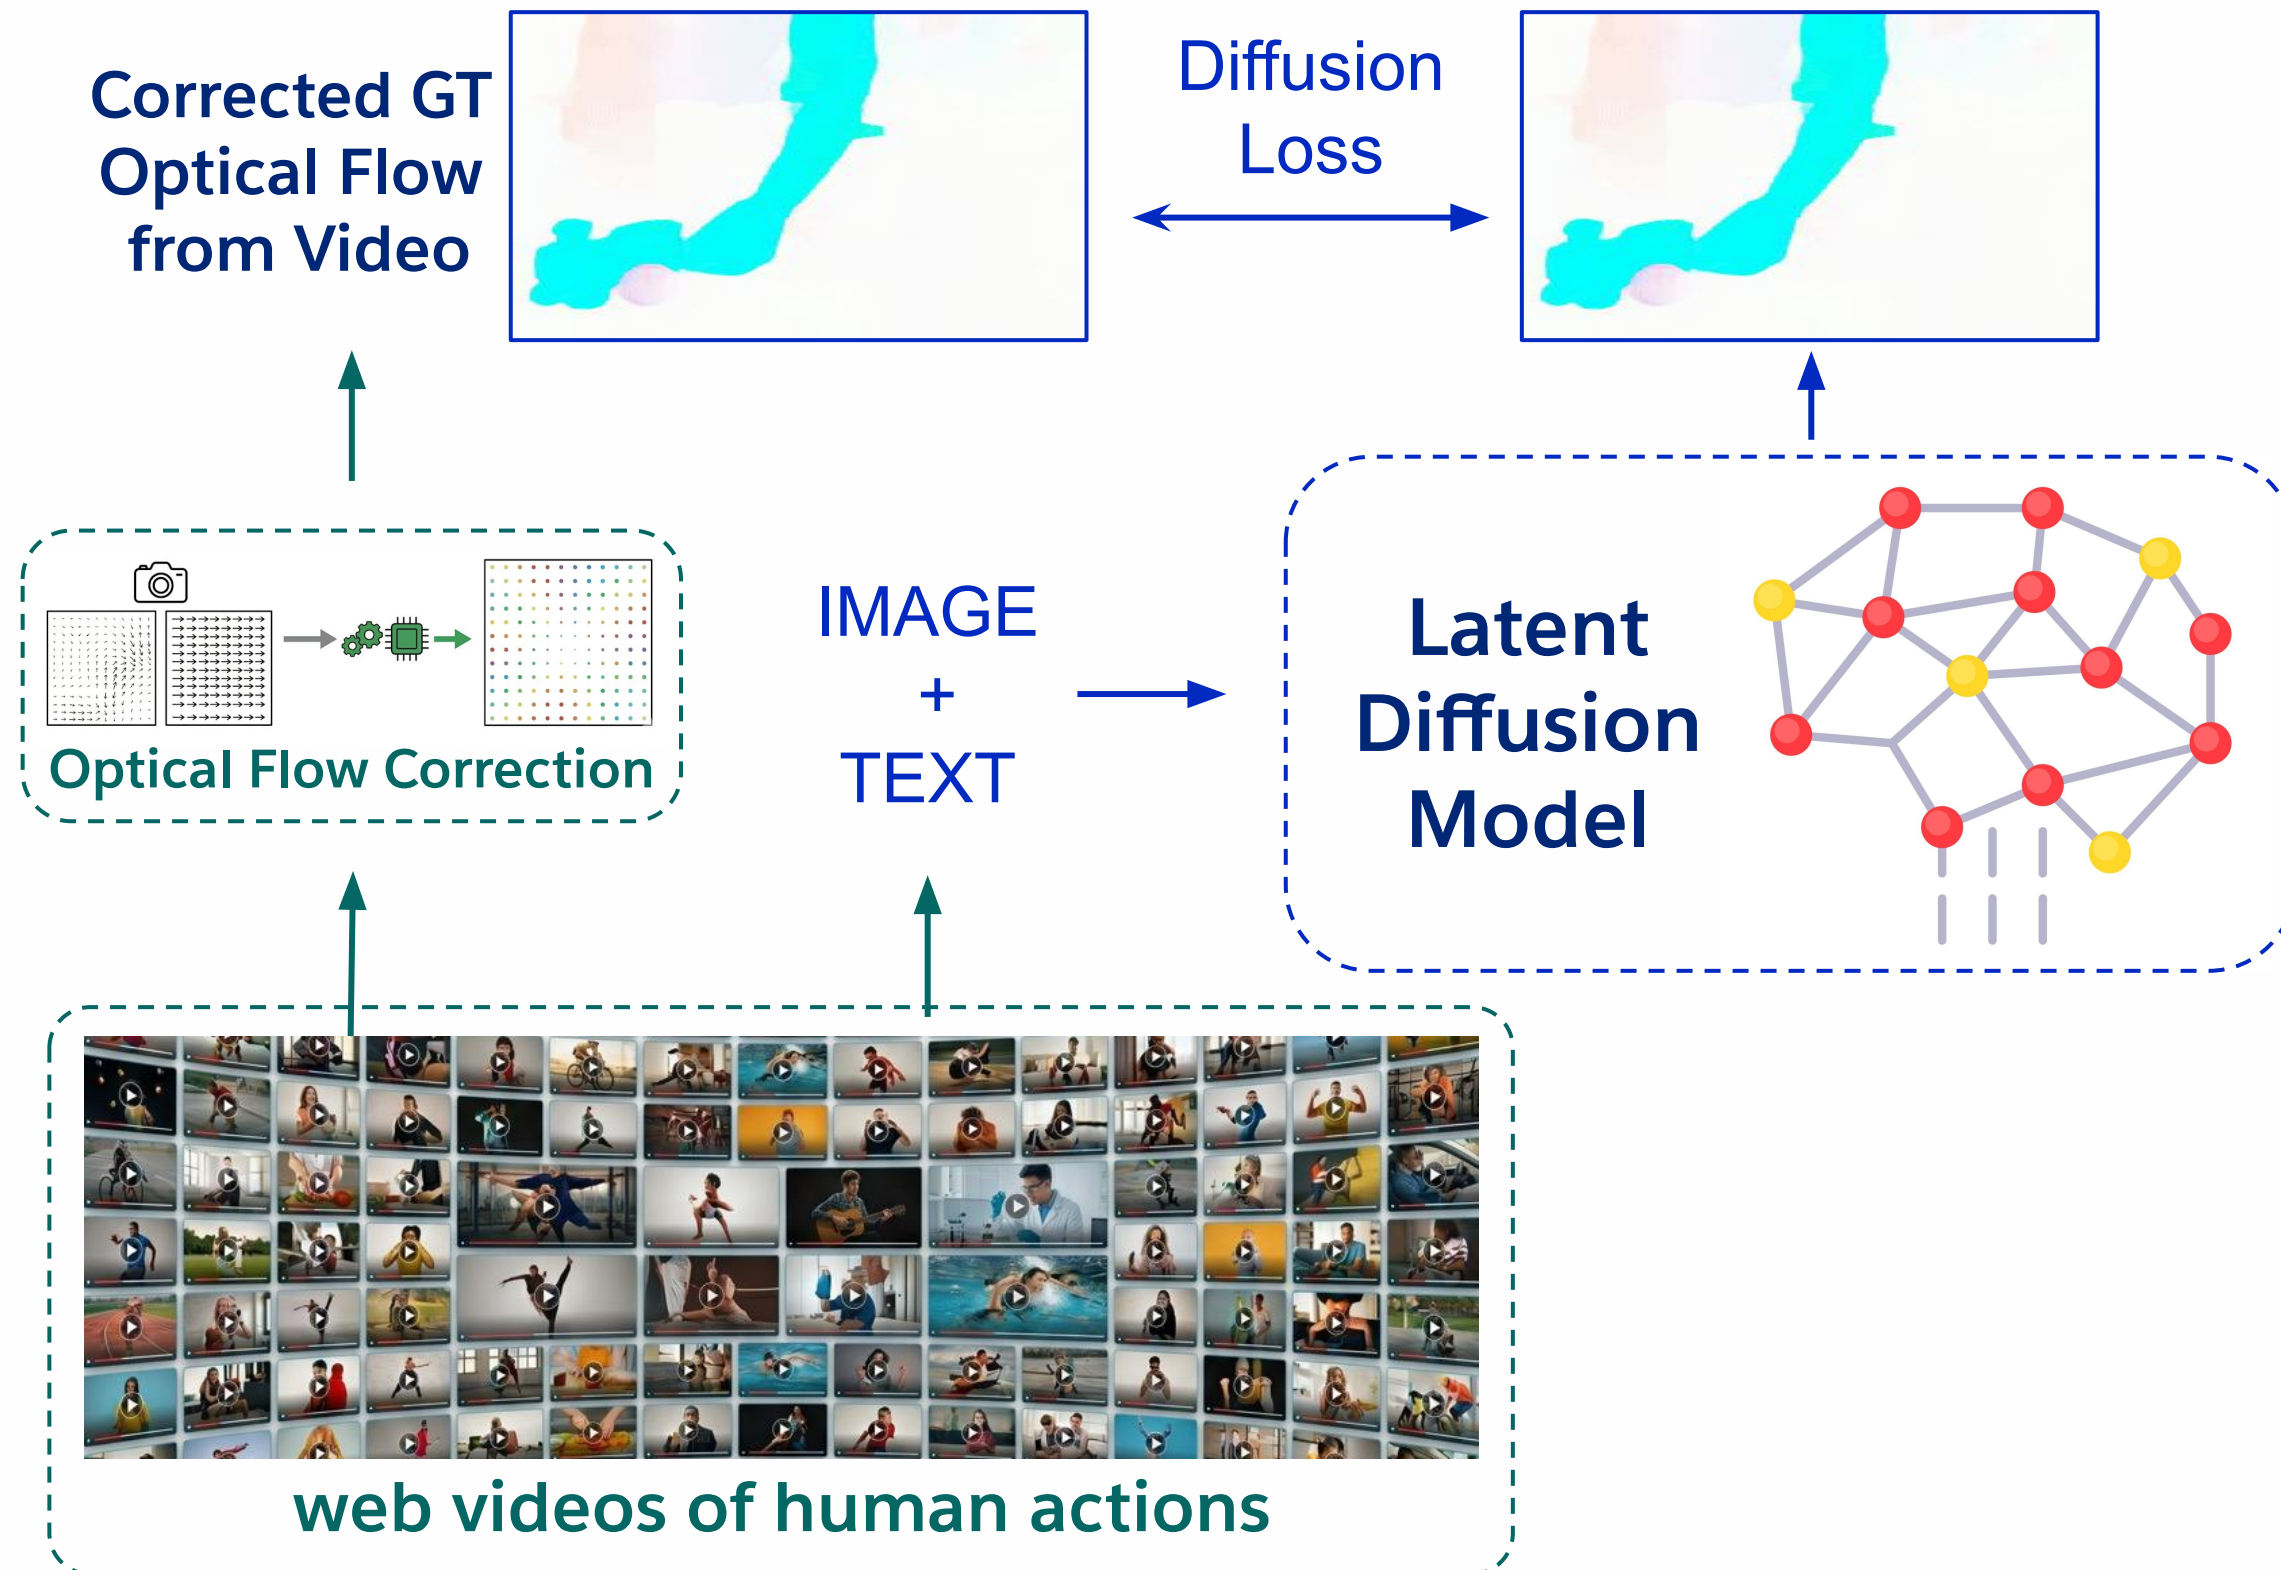 Corrected GT
Optical Flow
from Video
Diffusion
Loss
Optical Flow Correction
IMAGE
+
TEXT
Latent
Diffusion
Model
web videos of human actions